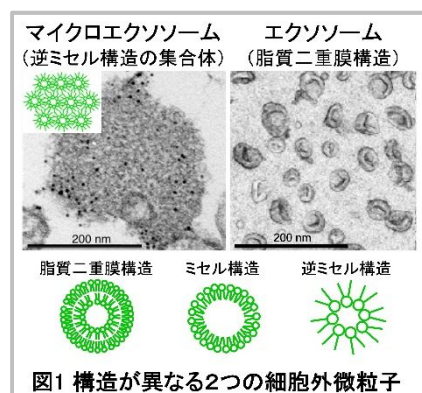 マイクロエクソソーム
(逆ミセル構造の集合体)
エクソソーム
(脂質二重膜構造)
200 nm
200 nm
脂質二重膜構造
ミセル構造
逆ミセル構造
図1 構造が異なる2つの細胞外微粒子